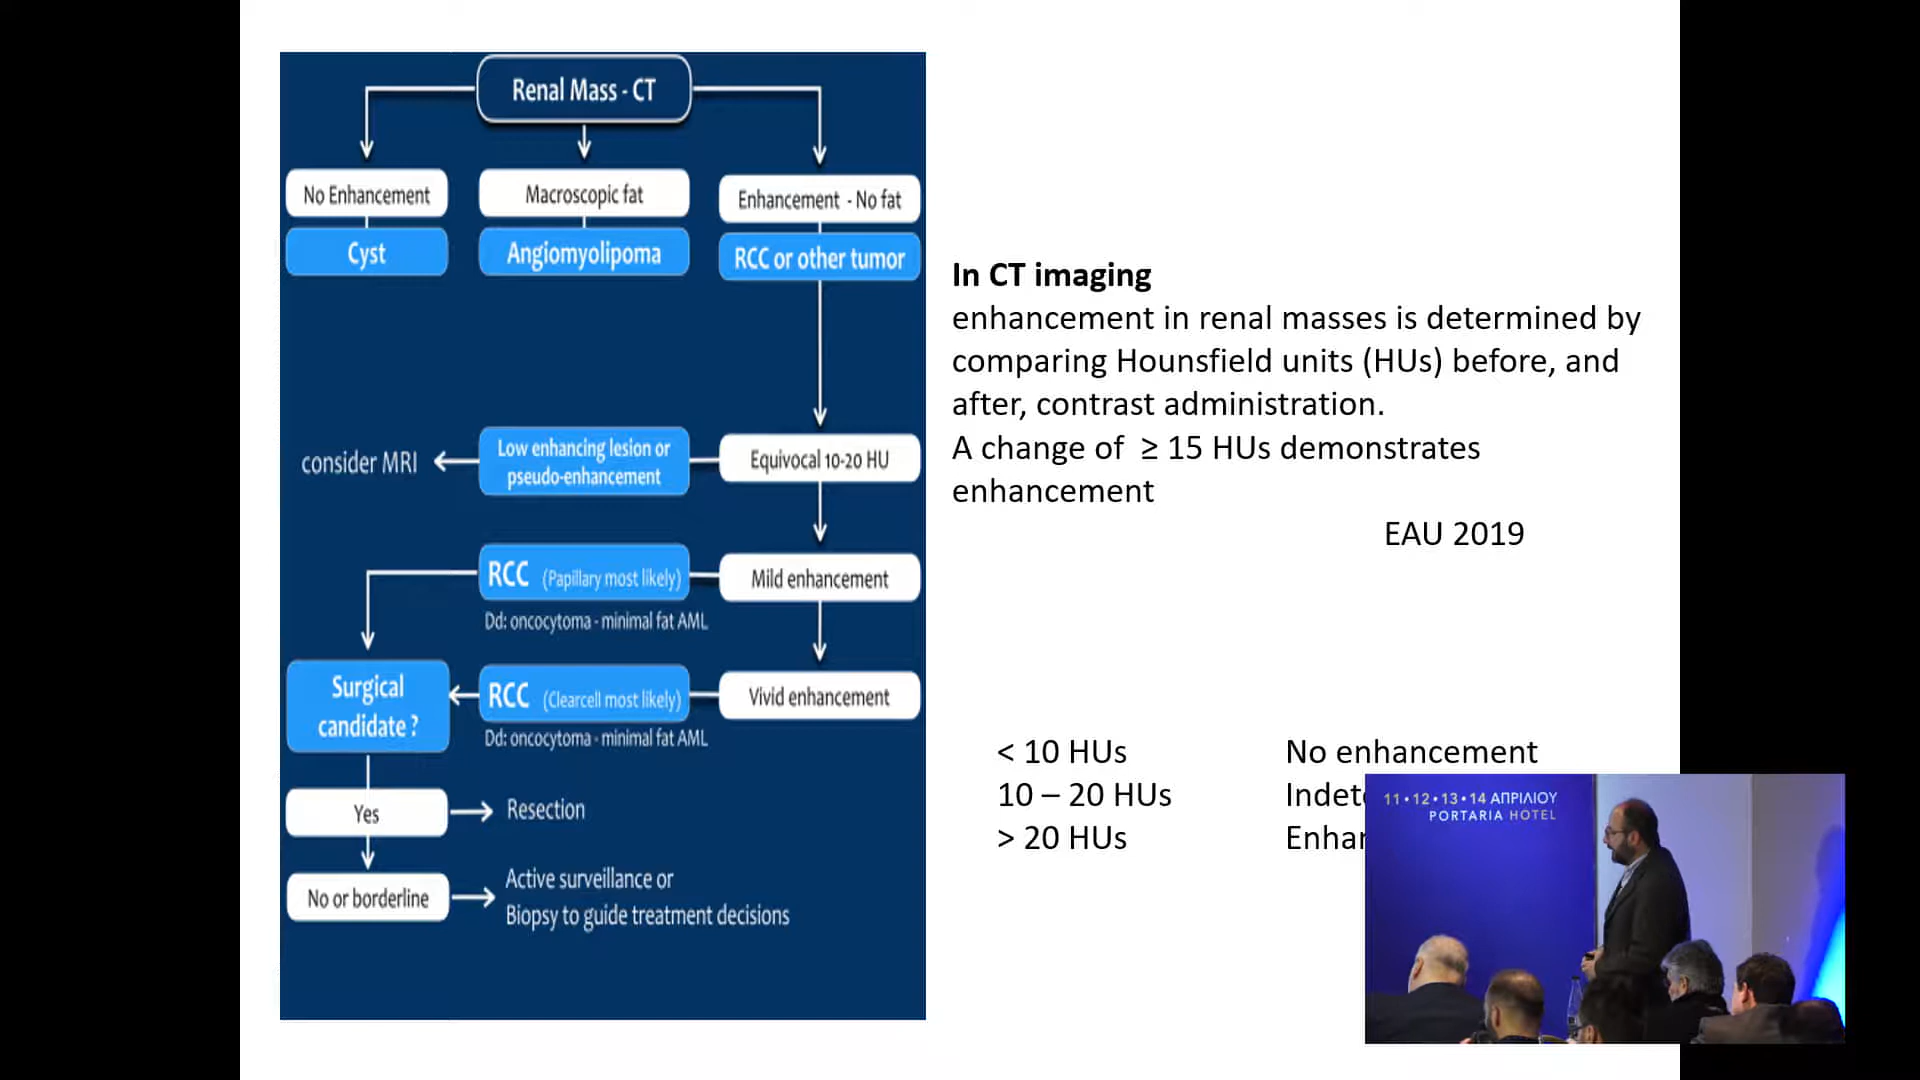 Renal Mass - CT
No Enhancement
Cyst
Macroscopic fat
Angiomyolipoma
Enhancement - No fat
RCC or other tumor
consider MRI
Low enhancing lesion or
pseudo-enhancement
Equivocal 10-20 HU
RCC (Papillary most likely)
Dd: oncocytoma - minimal fat AML
Mild enhancement
Surgical
candidate ?
RCC (Clearcell most likely)
Dd: oncocytoma - minimal fat AML
Vivid enhancement
Yes
Resection
No or borderline
Active surveillance or
Biopsy to guide treatment decisions
In CT imaging
enhancement in renal masses is determined by
comparing Hounsfield units (HUs) before, and
after, contrast administration.
A change of ≥ 15 HUs demonstrates
enhancement
EAU 2019
< 10 HUs No enhancement
10 – 20 HUs
> 20 HUs
11 • 12 • 13 • 14 ΑΠΡΙΛΙΟΥ
PORTARIA HOTEL